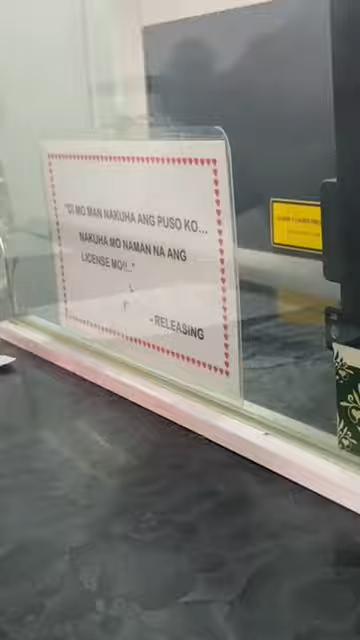 "DI MO MAN NAKUHA ANG PUSO KO...
NAKUHA MO NAMAN NA ANG
LICENSE MO!!.."
- RELEASING